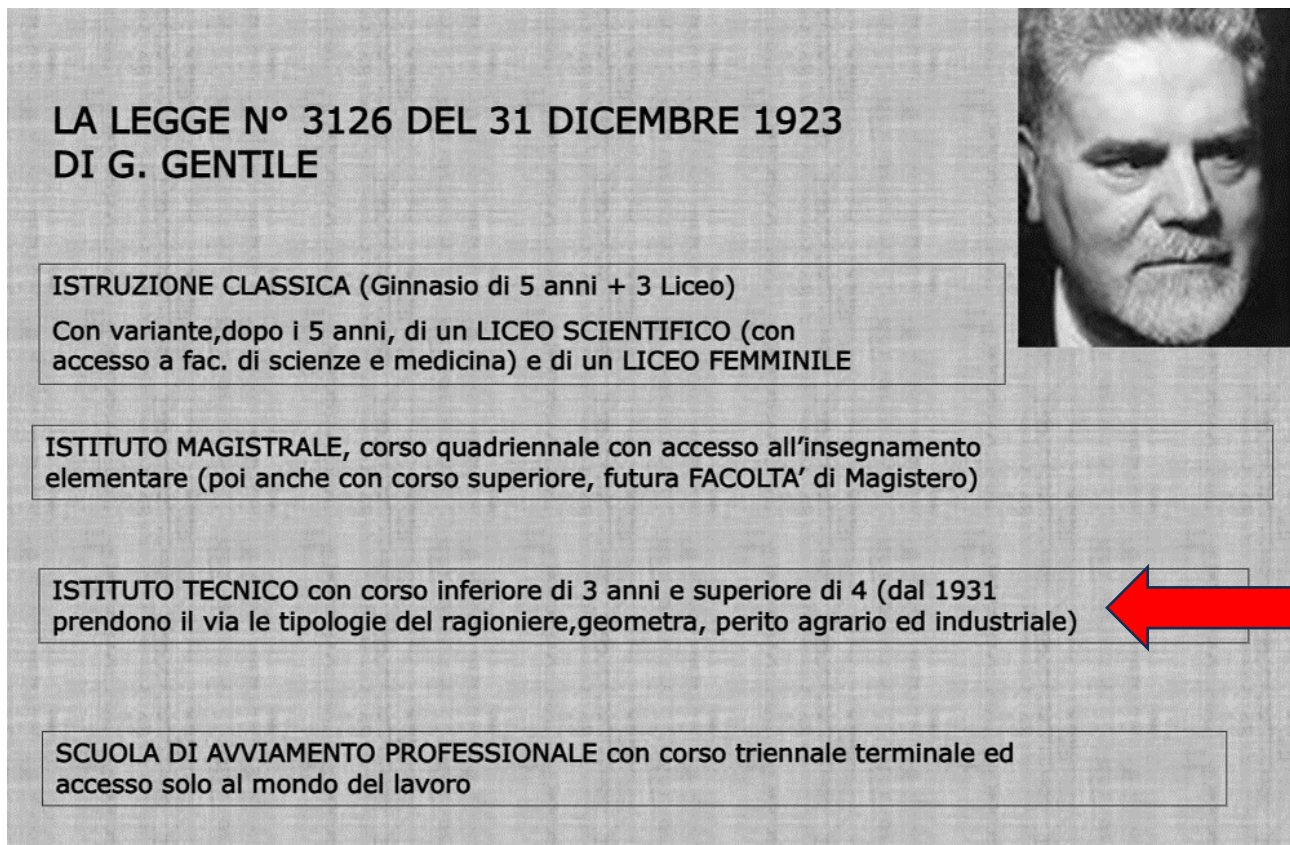 LA LEGGE N° 3126 DEL 31 DICEMBRE 1923
DI G. GENTILE
ISTRUZIONE CLASSICA (Ginnasio di 5 anni + 3 Liceo)
Con variante,dopo i 5 anni, di un LICEO SCIENTIFICO (con
accesso a fac. di scienze e medicina) e di un LICEO FEMMINILE
ISTITUTO MAGISTRALE, corso quadriennale con accesso all’insegnamento
elementare (poi anche con corso superiore, futura FACOLTA’ di Magistero)
ISTITUTO TECNICO con corso inferiore di 3 anni e superiore di 4 (dal 1931
prendono il via le tipologie del ragioniere,geometra, perito agrario ed industriale)
SCUOLA DI AVVIAMENTO PROFESSIONALE con corso triennale terminale ed
accesso solo al mondo del lavoro